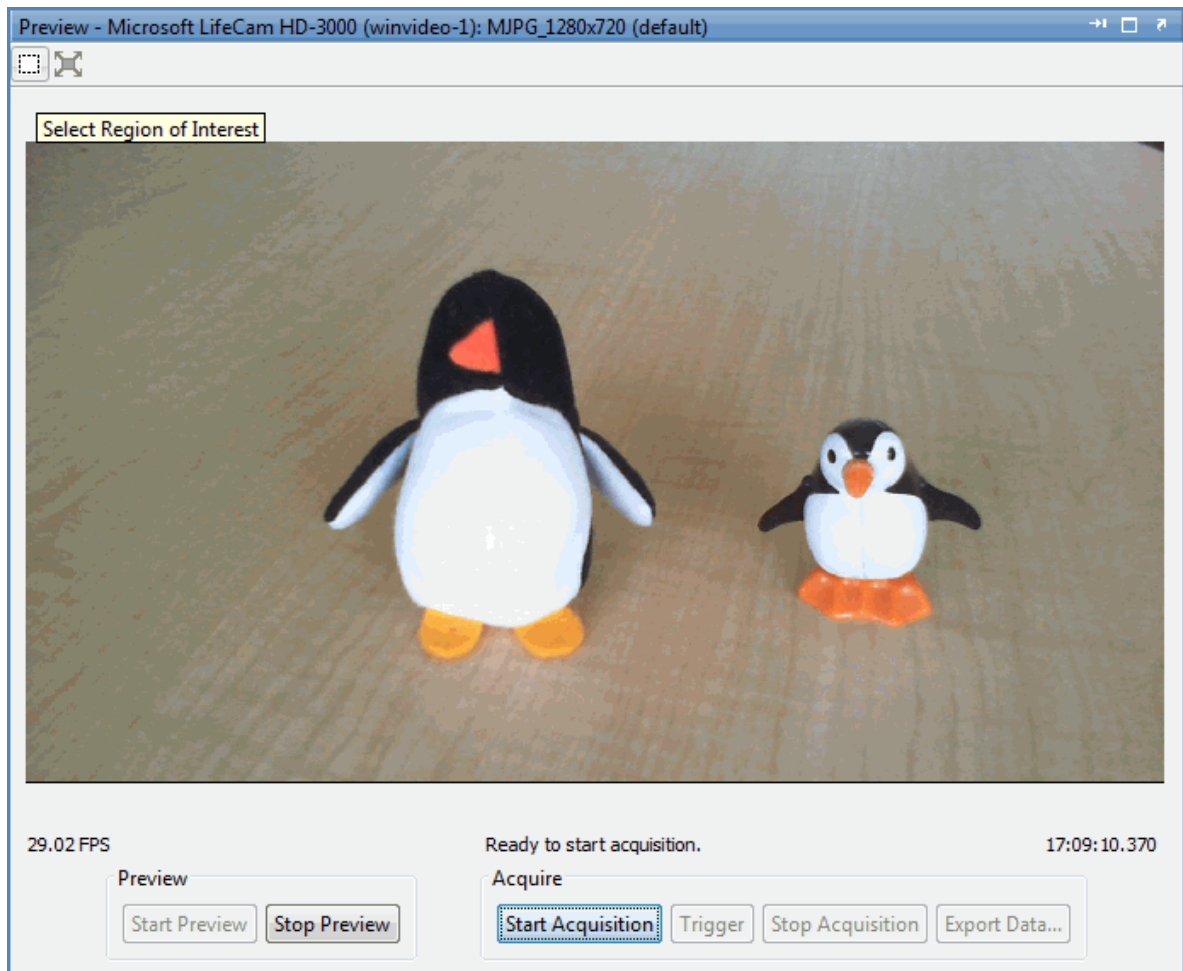 Preview - Microsoft LifeCam HD-3000 (winvideo-1): MJPG_1280x720 (default)
Select Region of Interest
29.02 FPS
Ready to start acquisition.
17:09:10.370
Preview
Acquire
Start Preview
Stop Preview
Start Acquisition
Trigger
Stop Acquisition
Export Data...